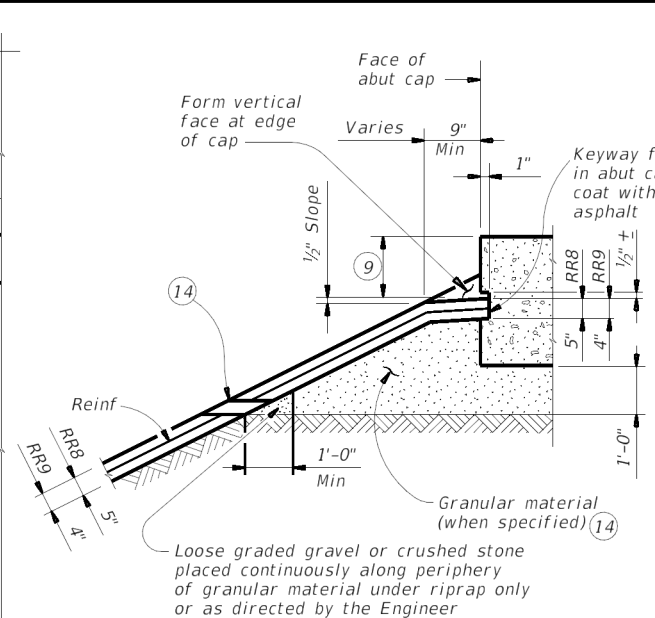 Face of
abut cap
Form vertical
face at edge
of cap
Varies
9"
Min
1"
Keyway f
in abut ca
coat with
asphalt
½" Slope
9
½" ±
RR8
RR9
5"
4"
14
Reinf
RR8
RR9
5"
4"
1'-0"
Min
1'-0"
Granular material
(when specified) 14
Loose graded gravel or crushed stone
placed continuously along periphery
of granular material under riprap only
or as directed by the Engineer